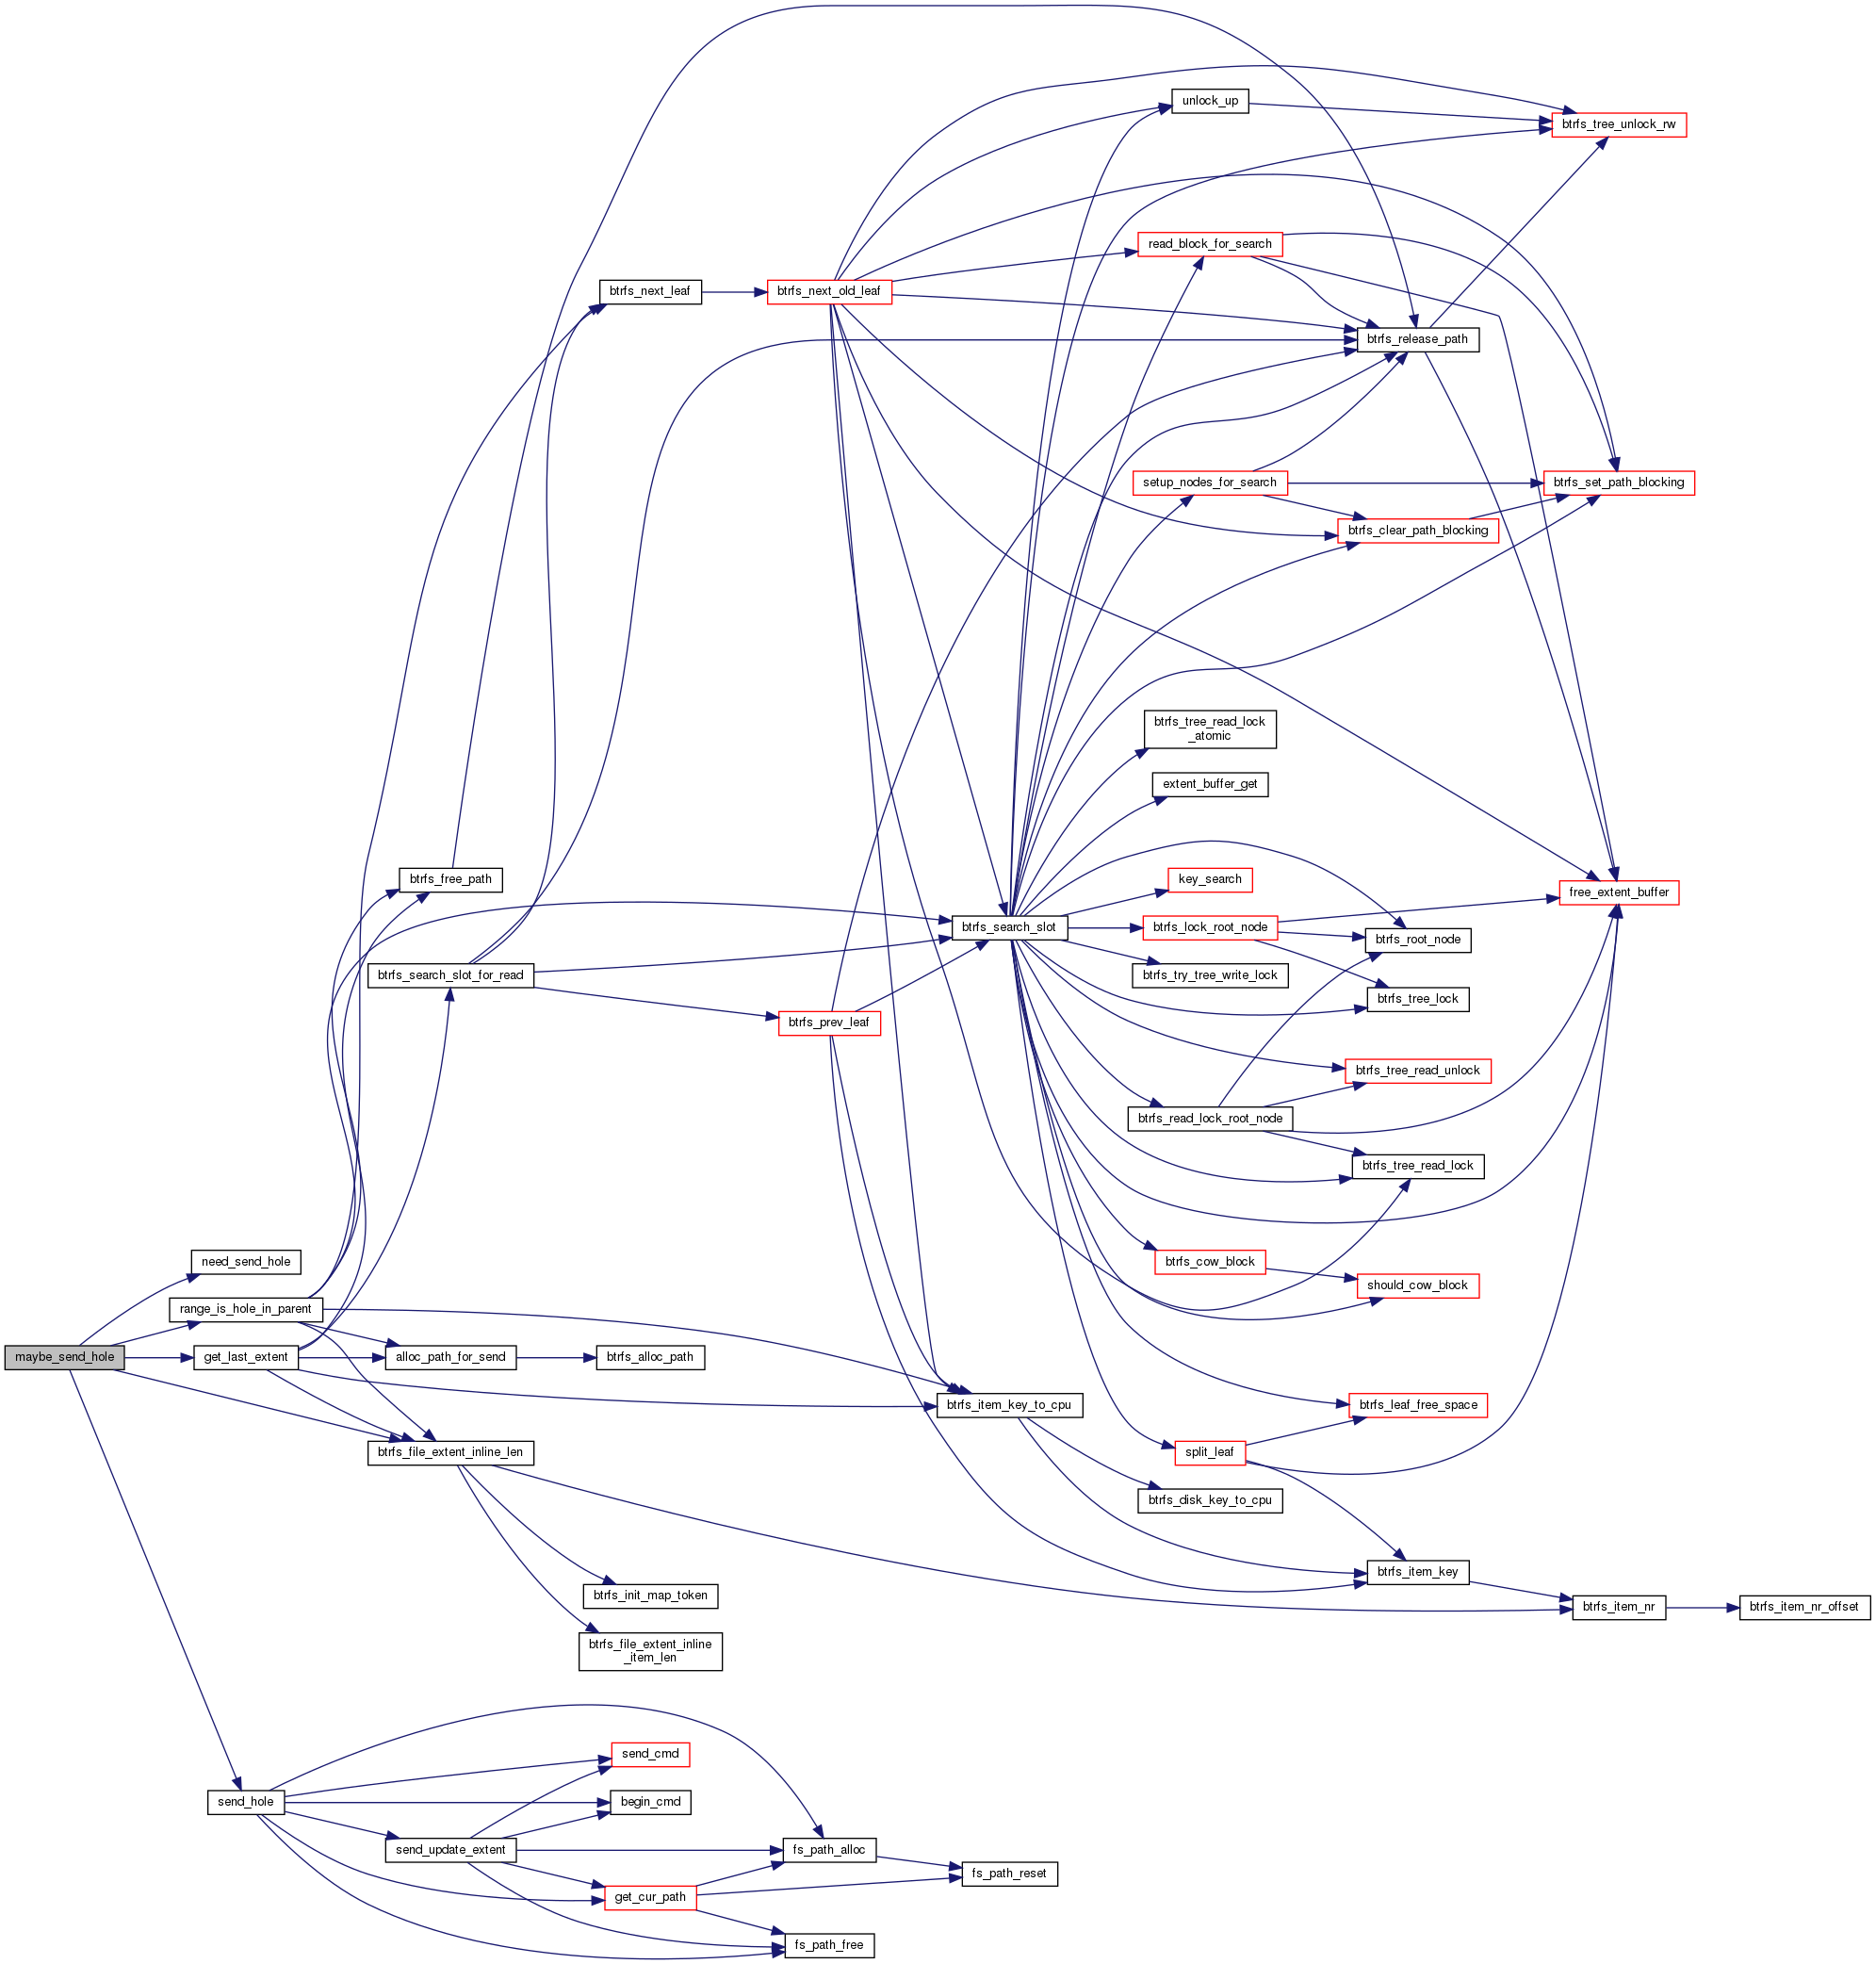 unlock_up
btrfs_tree_unlock_rw
read_block_for_search
btrfs_next_leaf
btrfs_next_old_leaf
btrfs_release_path
setup_nodes_for_search
btrfs_set_path_blocking
btrfs_clear_path_blocking
btrfs_tree_read_lock
_atomic
extent_buffer_get
btrfs_free_path
key_search
free_extent_buffer
btrfs_search_slot
btrfs_lock_root_node
btrfs_root_node
btrfs_search_slot_for_read
btrfs_try_tree_write_lock
btrfs_tree_lock
btrfs_prev_leaf
btrfs_tree_read_unlock
btrfs_read_lock_root_node
btrfs_tree_read_lock
need_send_hole
btrfs_cow_block
should_cow_block
range_is_hole_in_parent
maybe_send_hole
get_last_extent
alloc_path_for_send
btrfs_alloc_path
btrfs_item_key_to_cpu
btrfs_leaf_free_space
btrfs_file_extent_inline_len
split_leaf
btrfs_disk_key_to_cpu
btrfs_item_key
btrfs_init_map_token
btrfs_item_nr
btrfs_item_nr_offset
btrfs_file_extent_inline
_item_len
send_cmd
send_hole
begin_cmd
send_update_extent
fs_path_alloc
fs_path_reset
get_cur_path
fs_path_free